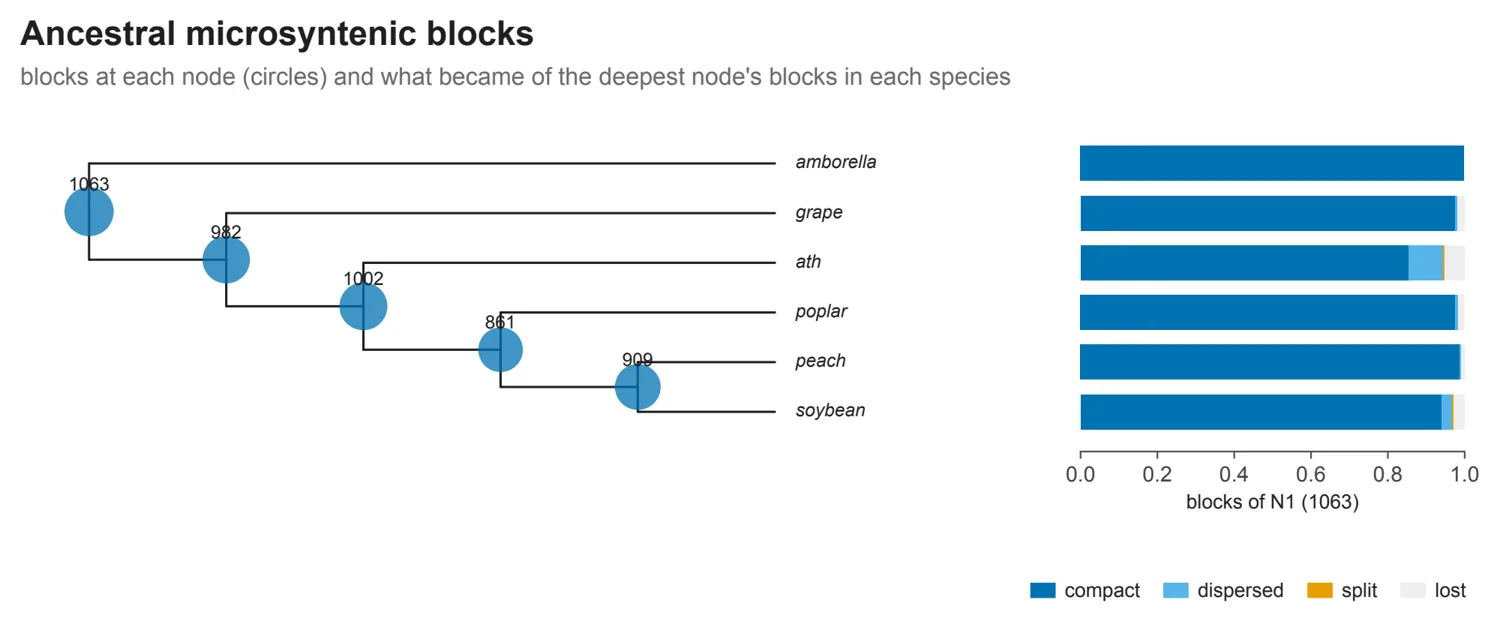 Ancestral microsyntenic blocks
blocks at each node (circles) and what became of the deepest node's blocks in each species
amborella
1063
grape
982
ath
1002
poplar
861
peach
909
soybean
0.0 0.2 0.4 0.6 0.8 1.0
blocks of N1 (1063)
compact dispersed split lost